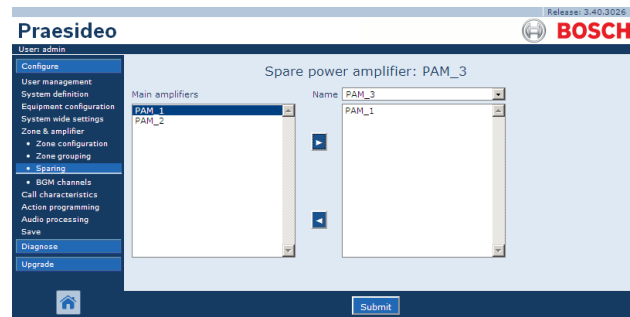 Release: 3.40.3026
Praesideo
BOSCH
User: admin
Configure
User management
System definition
Equipment configuration
System wide settings
Zone & amplifier
• Zone configuration
• Zone grouping
• Sparing
• BGM channels
Call characteristics
Action programming
Audio processing
Save
Diagnose
Upgrade
Spare power amplifier: PAM_3
Main amplifiers
Name PAM_3
PAM_1
PAM_2
PAM_1
Submit